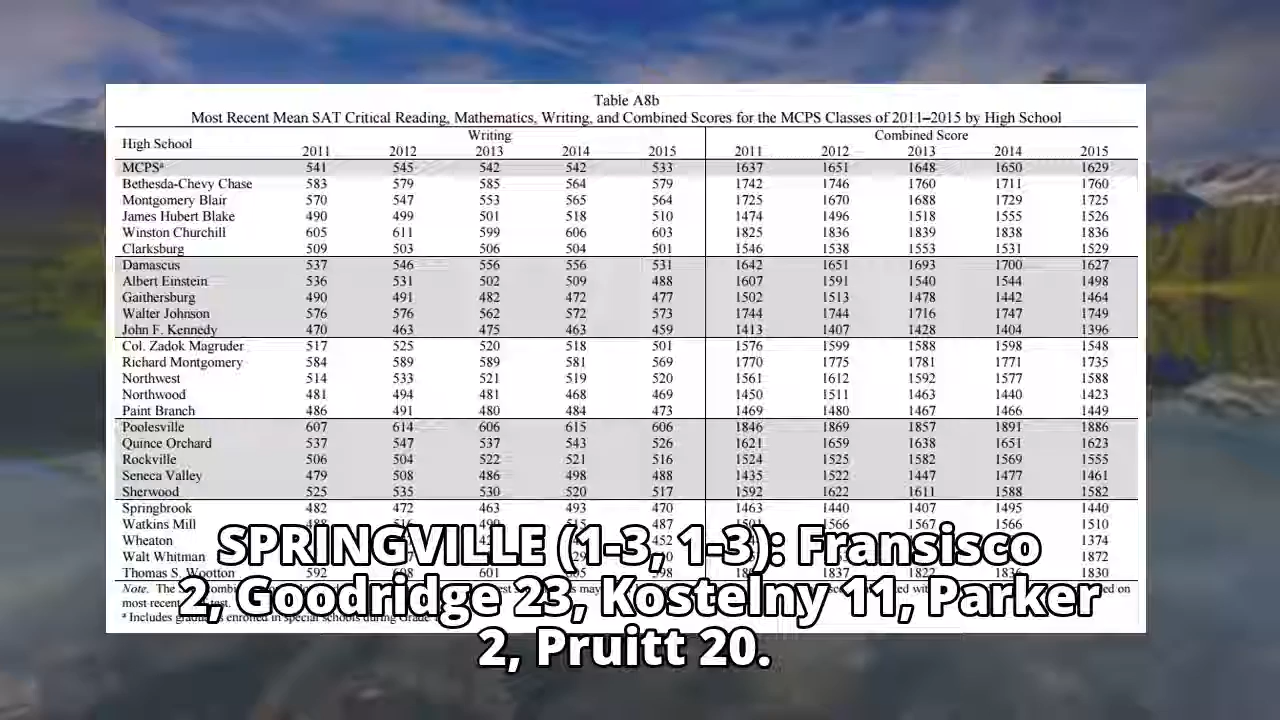 Table A8b
Most Recent Mean SAT Critical Reading, Mathematics, Writing, and Combined Scores for the MCPS Classes of 2011–2015 by High School
High School Writing Combined Score
2011 2012 2013 2014 2015 2011 2012 2013 2014 2015
MCPSª 541 545 542 542 533 1637 1651 1648 1650 1629
Bethesda-Chevy Chase 583 579 585 564 579 1742 1746 1760 1711 1760
Montgomery Blair 570 547 553 565 564 1725 1670 1688 1729 1725
James Hubert Blake 490 499 501 518 510 1474 1496 1518 1555 1526
Winston Churchill 605 611 599 606 603 1825 1836 1839 1838 1836
Clarksburg 509 503 506 504 501 1546 1538 1553 1531 1529
Damascus 537 546 556 556 531 1642 1651 1693 1700 1627
Albert Einstein 536 531 502 509 488 1607 1591 1540 1544 1498
Gaithersburg 490 491 482 472 477 1502 1513 1478 1442 1464
Walter Johnson 576 576 562 572 573 1744 1744 1716 1747 1749
John F. Kennedy 470 463 475 463 459 1413 1407 1428 1404 1396
Col. Zadok Magruder 517 525 520 518 501 1576 1599 1588 1598 1548
Richard Montgomery 584 589 589 581 569 1770 1775 1781 1771 1735
Northwest 514 533 521 519 520 1561 1612 1592 1577 1588
Northwood 481 494 481 468 469 1450 1511 1463 1440 1423
Paint Branch 486 491 480 484 473 1469 1480 1467 1466 1449
Poolesville 607 614 606 615 606 1846 1869 1857 1891 1886
Quince Orchard 537 547 537 543 526 1621 1659 1638 1651 1623
Rockville 506 504 522 521 516 1524 1525 1582 1569 1555
Seneca Valley 479 508 486 498 488 1435 1522 1447 1477 1461
Sherwood 525 535 530 520 517 1592 1622 1611 1588 1582
Springbrook 482 472 463 493 470 1463 1440 1407 1495 1440
Watkins Mill 487 1566 1567 1566 1510
Wheaton 1374
Walt Whitman 1872
Thomas S. Wootton 592 601 1837 1822 1830
SPRINGVILLE (1-3, 1-3): Fransisco
2, Goodridge 23, Kostelny 11, Parker
2, Pruitt 20.
Note. The on
most recent
ª Includes enrolled in special schools during Grade